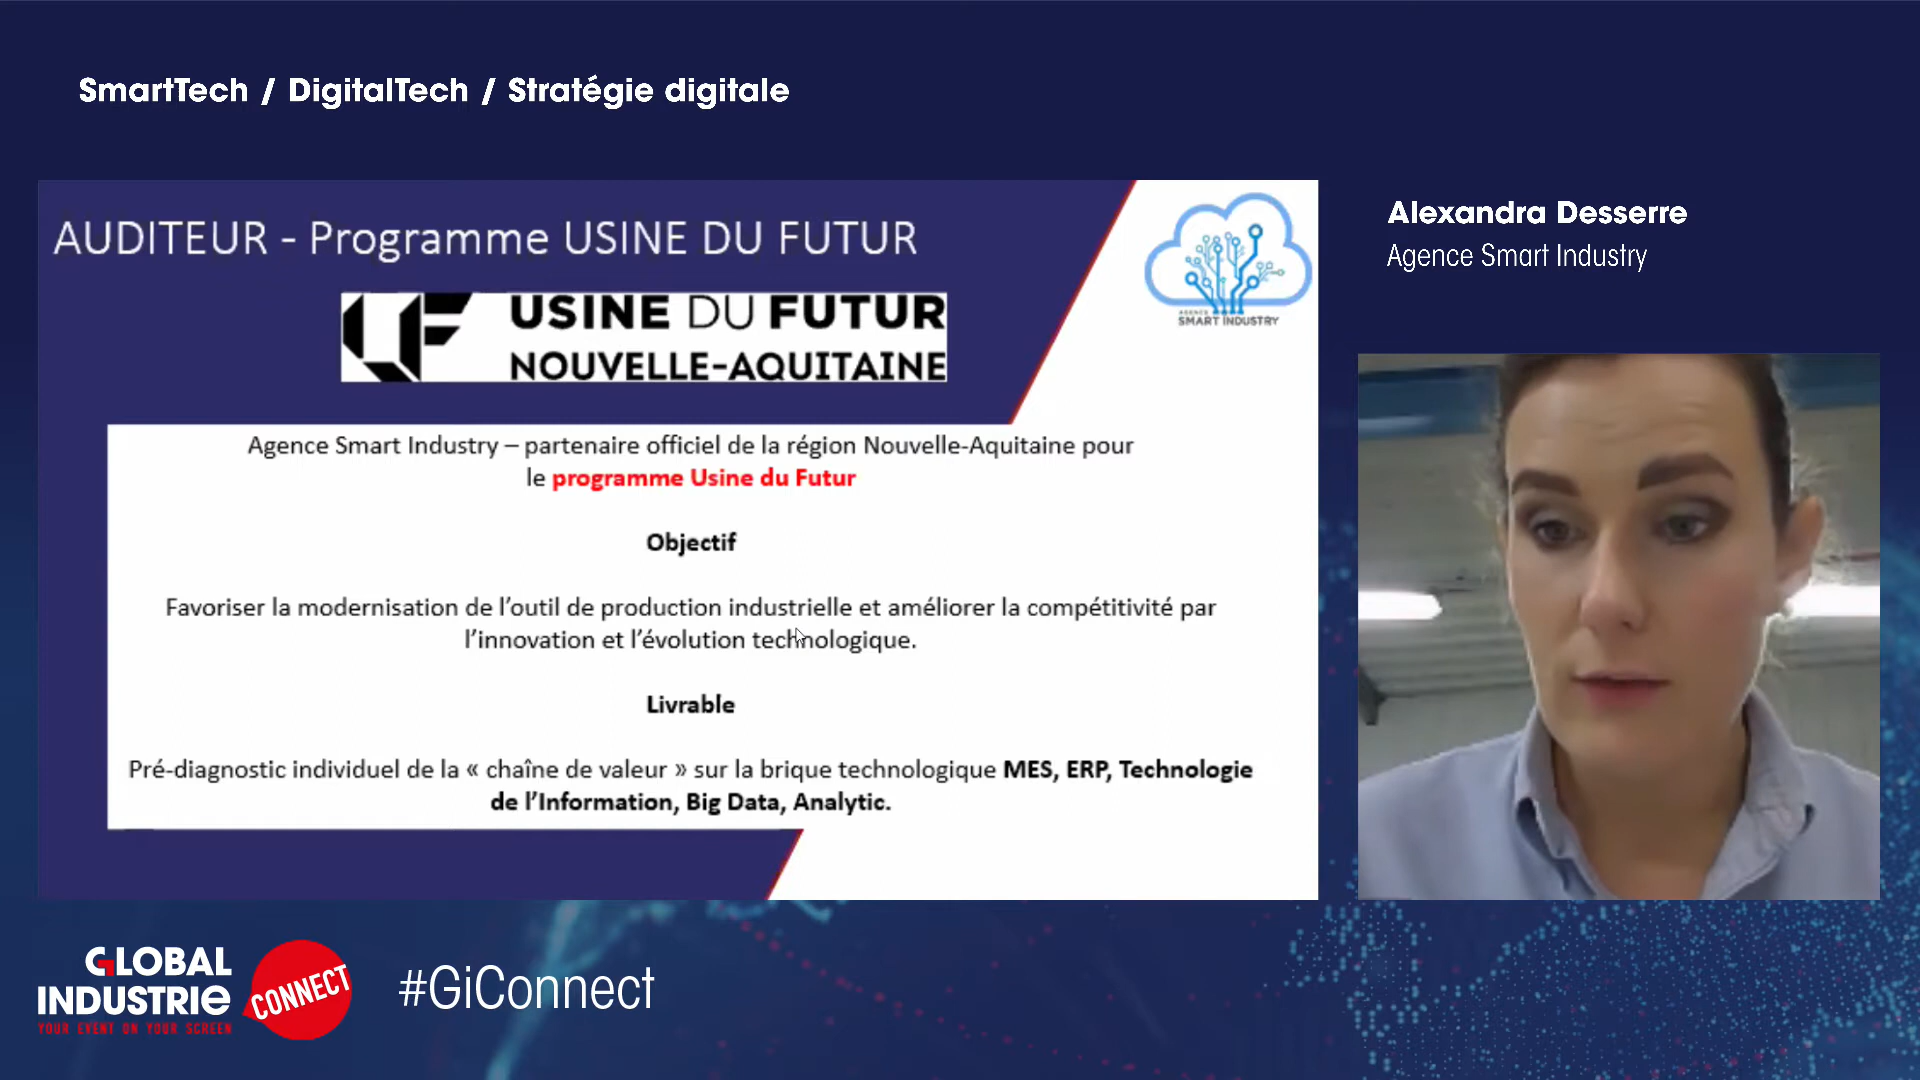 SmartTech / DigitalTech / Stratégie digitale
AUDITEUR - Programme USINE DU FUTUR
UF USINE DU FUTUR
NOUVELLE-AQUITAINE
AGENCE
SMART INDUSTRY
Agence Smart Industry – partenaire officiel de la région Nouvelle-Aquitaine pour
le programme Usine du Futur
Objectif
Favoriser la modernisation de l’outil de production industrielle et améliorer la compétitivité par
l’innovation et l’évolution technologique.
Livrable
Pré-diagnostic individuel de la « chaîne de valeur » sur la brique technologique MES, ERP, Technologie
de l’Information, Big Data, Analytic.
Alexandra Desserre
Agence Smart Industry
GLOBAL
INDUSTRIE
YOUR EVENT ON YOUR SCREEN
CONNECT
#GiConnect